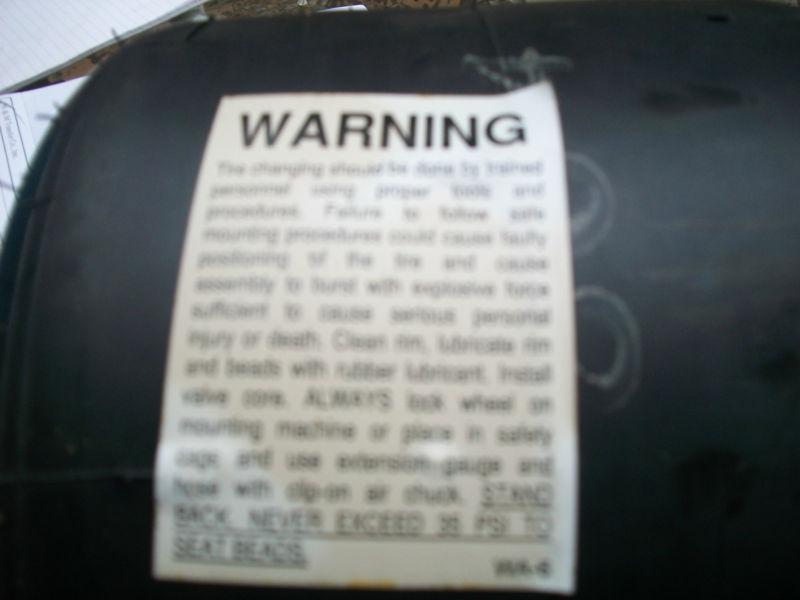 WARNING
Tire changing should be done by trained
personnel using proper tools and
procedures. Failure to follow safe
mounting procedures could cause faulty
positioning of the tire and cause
assembly to burst with explosive force
sufficient to cause serious personal
injury or death. Clean rim, lubricate rim
and beads with rubber lubricant. Install
valve core. ALWAYS lock wheel on
mounting machine or place in safety
cage and use extension gauge and
hose with clip-on air chuck. STAND
BACK. NEVER EXCEED 35 PSI TO
SEAT BEADS.